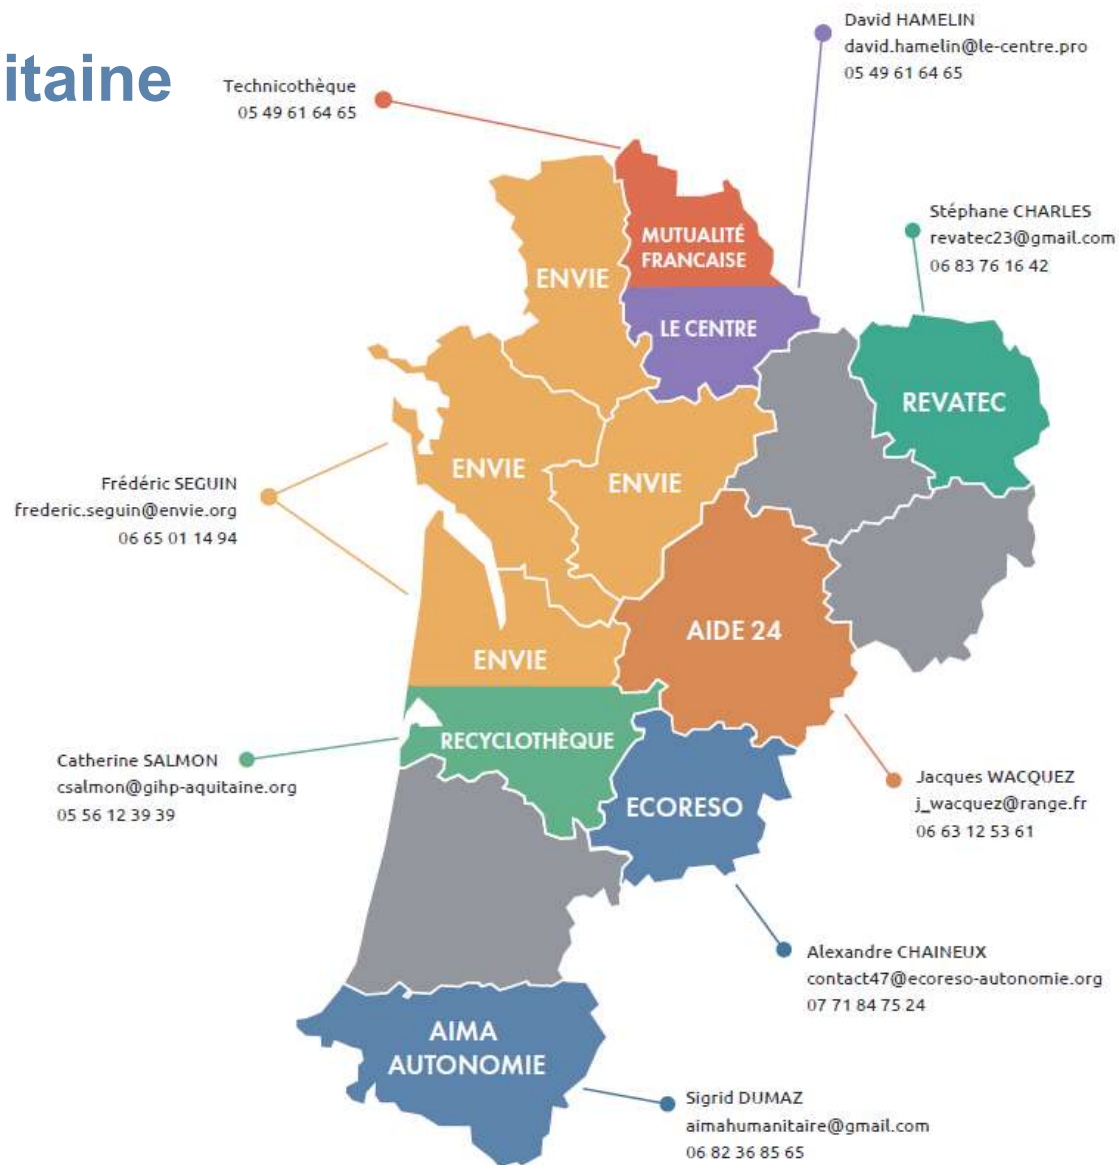 itaine
David HAMELIN
david.hamelin@le-centre.pro
05 49 61 64 65
Technicothèque
05 49 61 64 65
Stéphane CHARLES
revatec23@gmail.com
06 83 76 16 42
MUTUALITÉ
FRANCAISE
ENVIE
LE CENTRE
REVATEC
ENVIE
ENVIE
Frédéric SEGUIN
frederic.seguin@envie.org
06 65 01 14 94
AIDE 24
ENVIE
RECYCLOTHÈQUE
Catherine SALMON
csalmon@gihp-aquitaine.org
05 56 12 39 39
Jacques WACQUEZ
j_wacquez@range.fr
06 63 12 53 61
ECORESO
Alexandre CHAINEUX
contact47@ecoreso-autonomie.org
07 71 84 75 24
AIMA
AUTONOMIE
Sigrid DUMAZ
aimahumanitaire@gmail.com
06 82 36 85 65